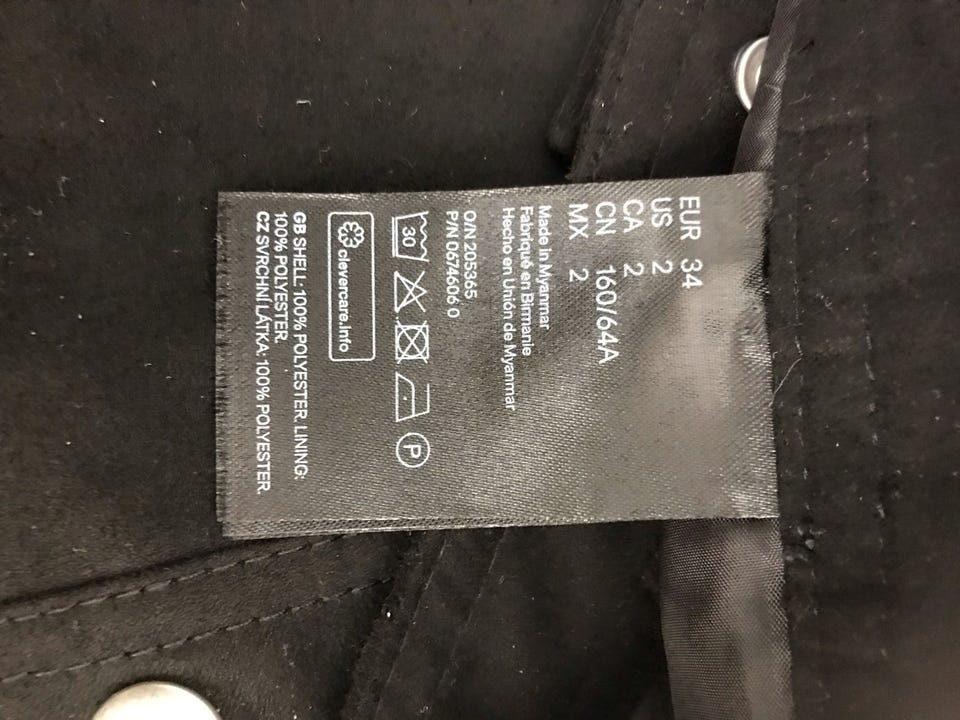 EUR 34
US 2
CA 2
CN 160/64A
MX 2
Made in Myanmar
Fabriqué en Birmanie
Hecho en Unión de Myanmar
O/N 205365
P/N 0674606 0
30
P
clevercare.info
GB SHELL: 100% POLYESTER. LINING:
100% POLYESTER.
CZ SVRCHNÍ LÁTKA: 100% POLYESTER.